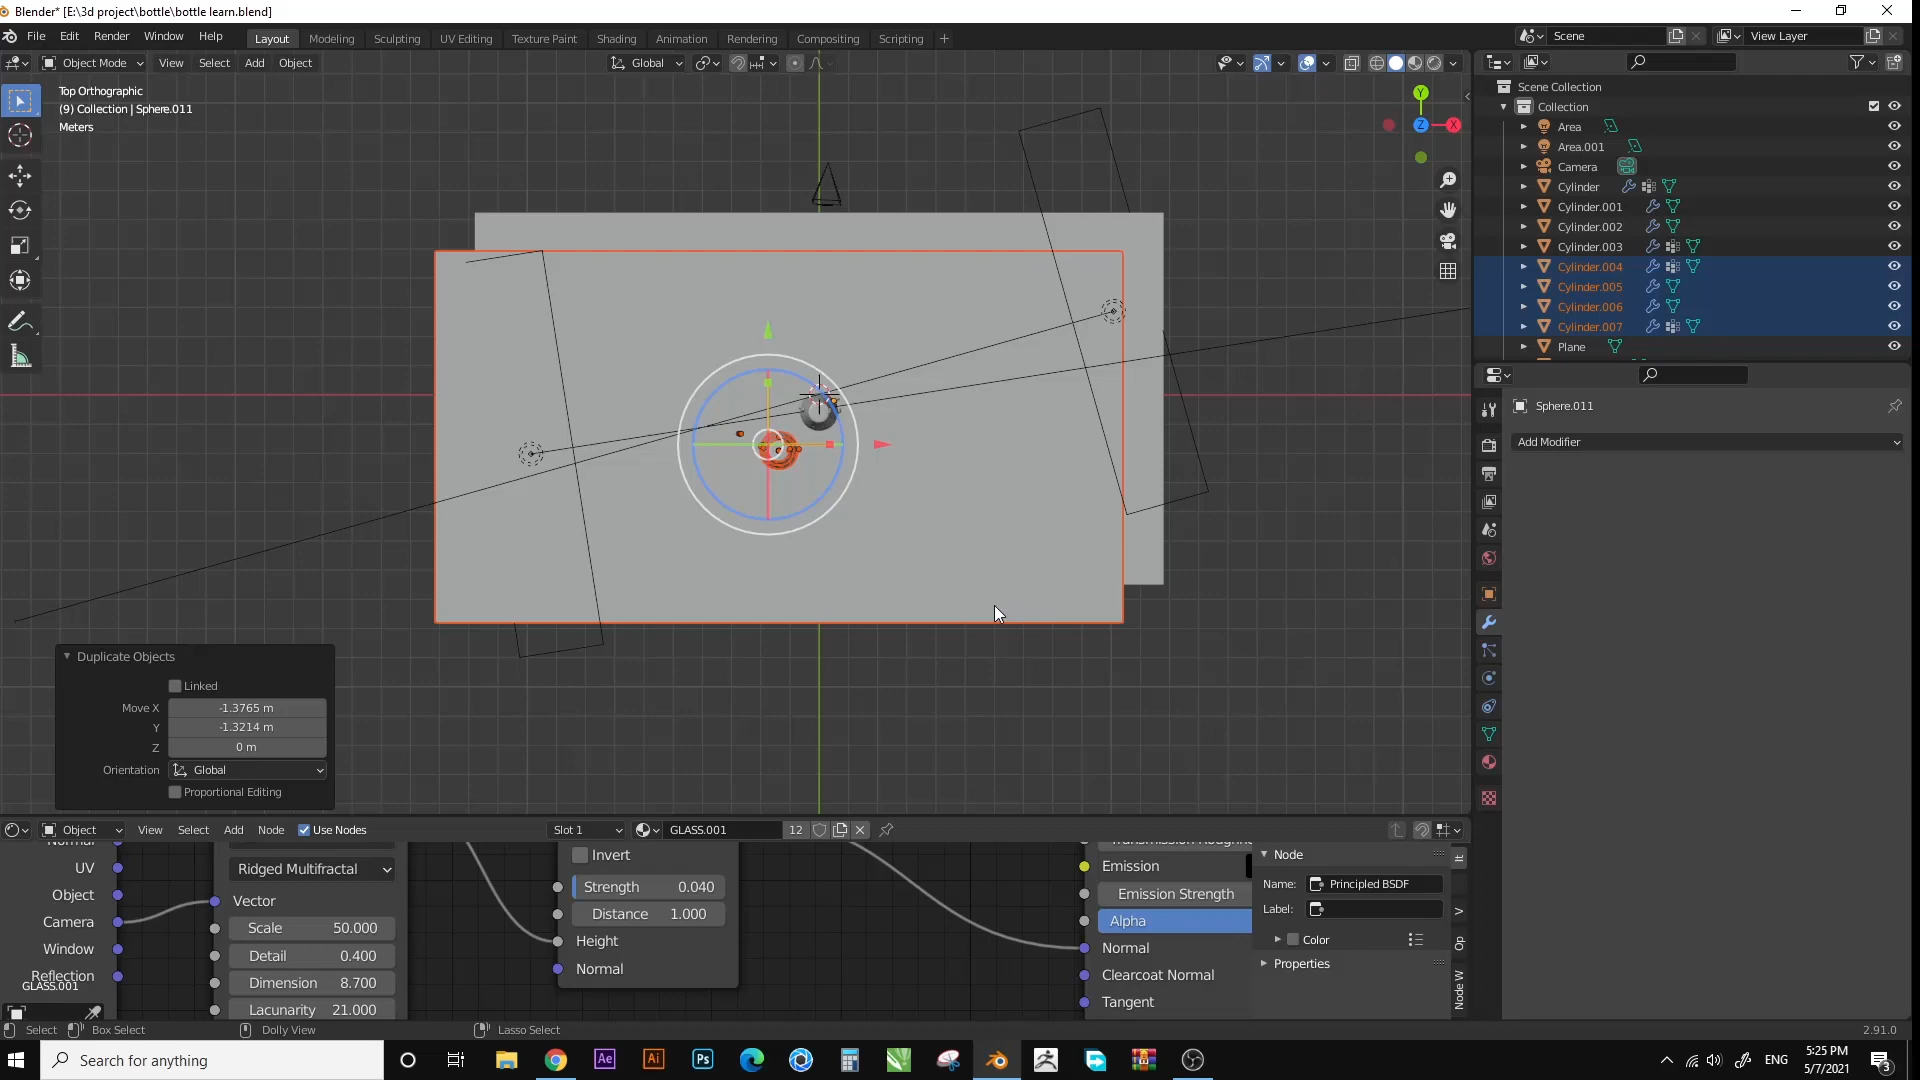 Blender* [E:\3d project\bottle\bottle learn.blend]
File Edit Render Window Help
Layout Modeling Sculpting UV Editing Texture Paint Shading Animation Rendering Compositing Scripting
Scene
View Layer
Object Mode View Select Add Object
Global
Top Orthographic
(9) Collection | Sphere.011
Meters
Y
Z
X
Scene Collection
Collection
Area
Area.001
Camera
Cylinder
Cylinder.001
Cylinder.002
Cylinder.003
Cylinder.004
Cylinder.005
Cylinder.006
Cylinder.007
Plane
Sphere.011
Add Modifier
Duplicate Objects
Linked
Move X -1.3765 m
Y -1.3214 m
Z 0 m
Orientation Global
Proportional Editing
Object View Select Add Node Use Nodes Slot 1 GLASS.001 12
Normal
UV
Object
Camera
Window
Reflection
GLASS.001
Ridged Multifractal
Vector
Scale 50.000
Detail 0.400
Dimension 8.700
Lacunarity 21.000
Invert
Strength 0.040
Distance 1.000
Height
Normal
Emission
Emission Strength
Alpha
Normal
Clearcoat Normal
Tangent
Node
Name: Principled BSDF
Label:
Color
Properties
It
V
Op
Node W
Select Box Select Dolly View Lasso Select 2.91.0
Search for anything
Ae
Ai
Ps
ENG
5:25 PM
5/7/2021
3